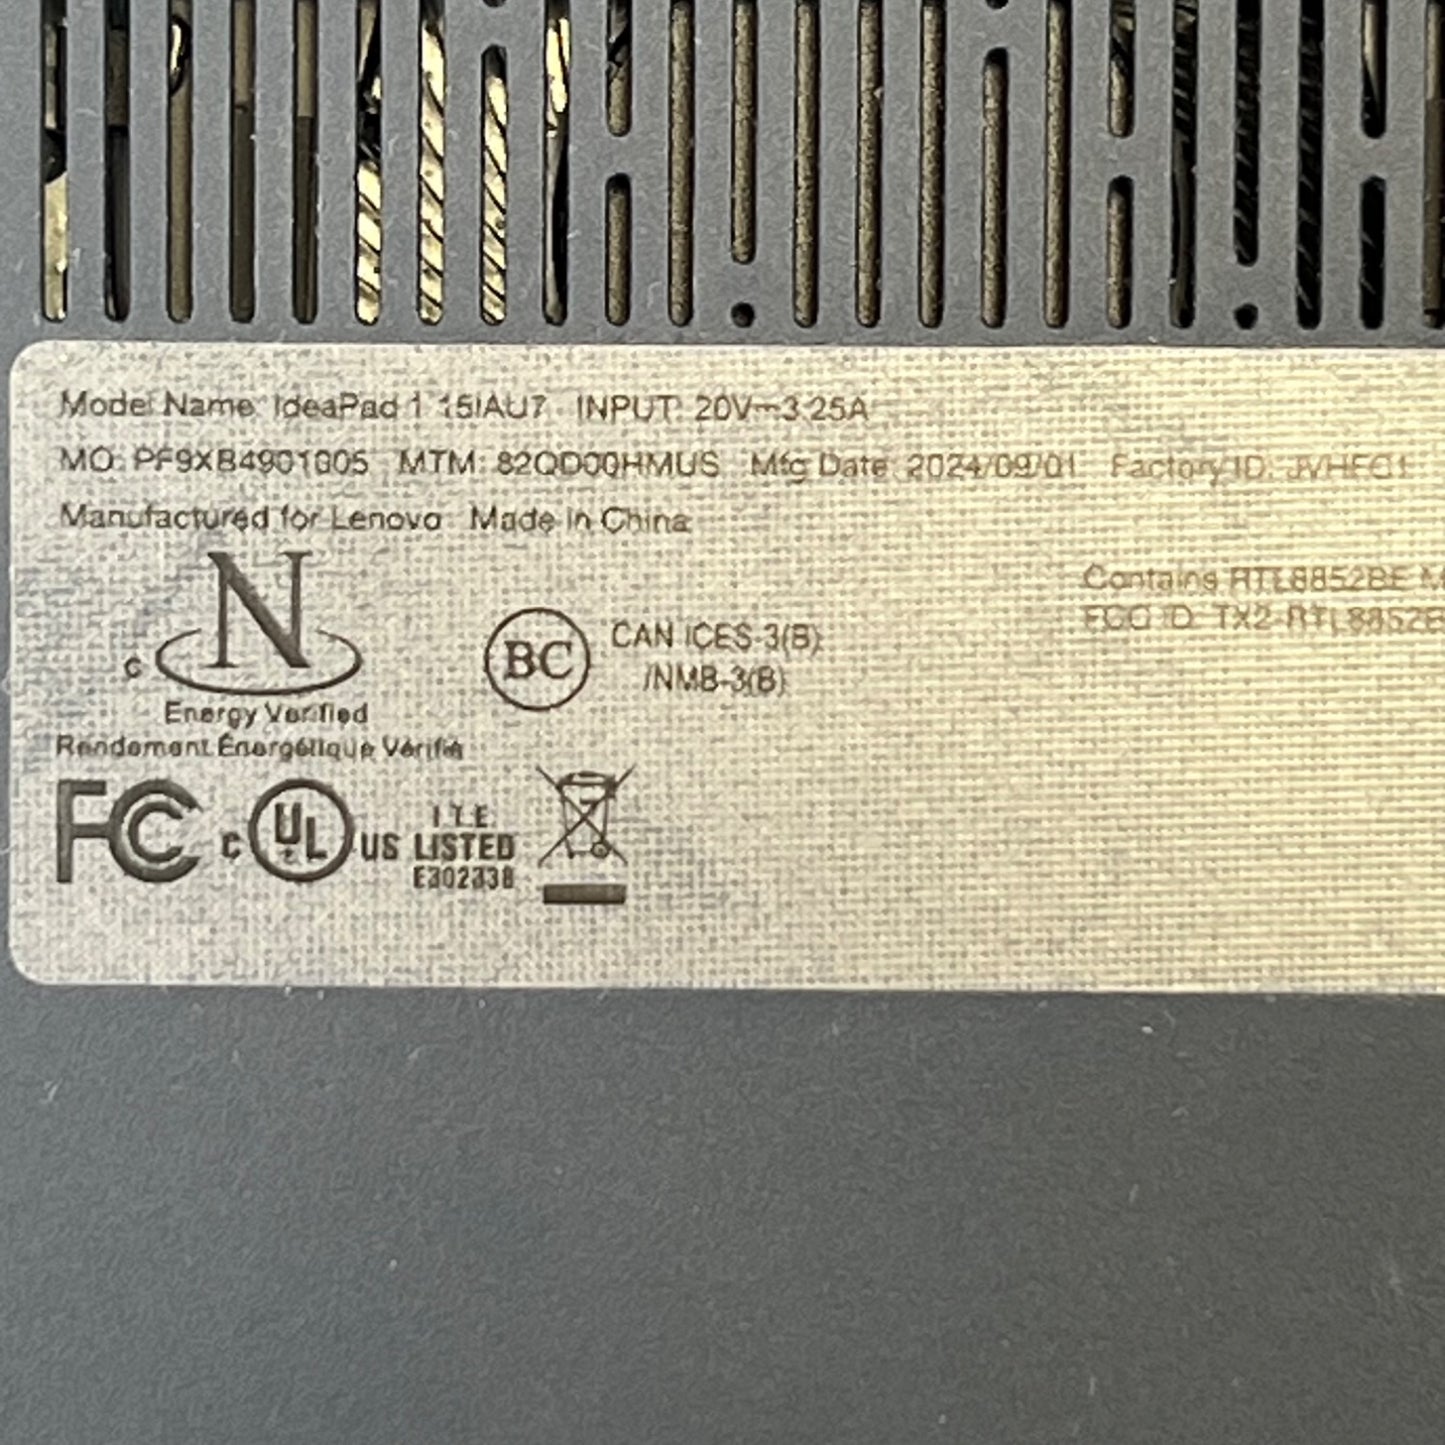 Model Name: IdeaPad 1 15IAU7 INPUT: 20V⎓3.25A
MO: PF9XB4901005 MTM: 82QD00HMUS Mfg Date: 2024/09/01 Factory ID:
Manufactured for Lenovo Made in China
Contains RTL8852BE
FCC ID: TX2-RTL8852B
N
c
Energy Verified
Rendement Énergétique Vérifié
BC
CAN ICES-3(B)
/NMB-3(B)
FC
c UL US
I.T.E.
LISTED
E302338